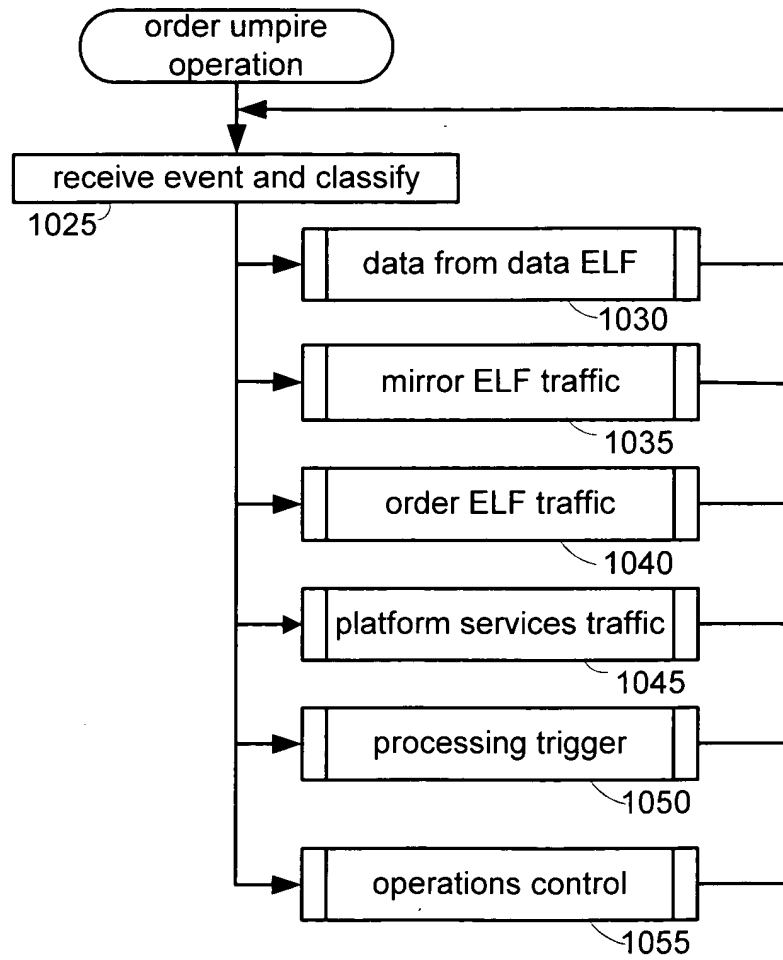 order umpire
operation
receive event and classify
1025
data from data ELF
1030
mirror ELF traffic
1035
order ELF traffic
1040
platform services traffic
1045
processing trigger
1050
operations control
1055